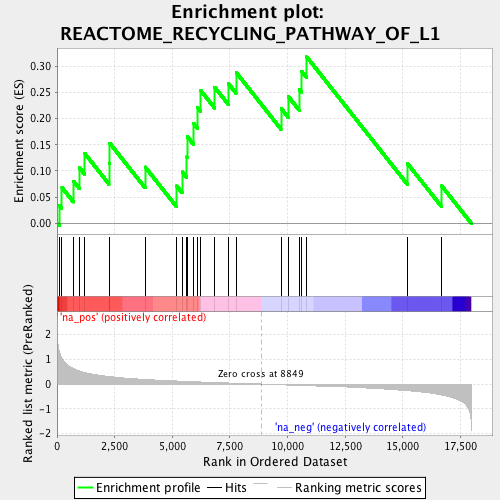 Enrichment plot:
REACTOME_RECYCLING_PATHWAY_OF_L1
Enrichment score (ES)
0.30
0.25
0.20
0.15
0.10
0.05
0.00
'na_pos' (positively correlated)
Ranked list metric (PreRanked)
2
1
0
-1
-2
Zero cross at 8849
'na_neg' (negatively correlated)
0
2,500
5,000
7,500
10,000
12,500
15,000
17,500
Rank in Ordered Dataset
Enrichment profile
Hits
Ranking metric scores